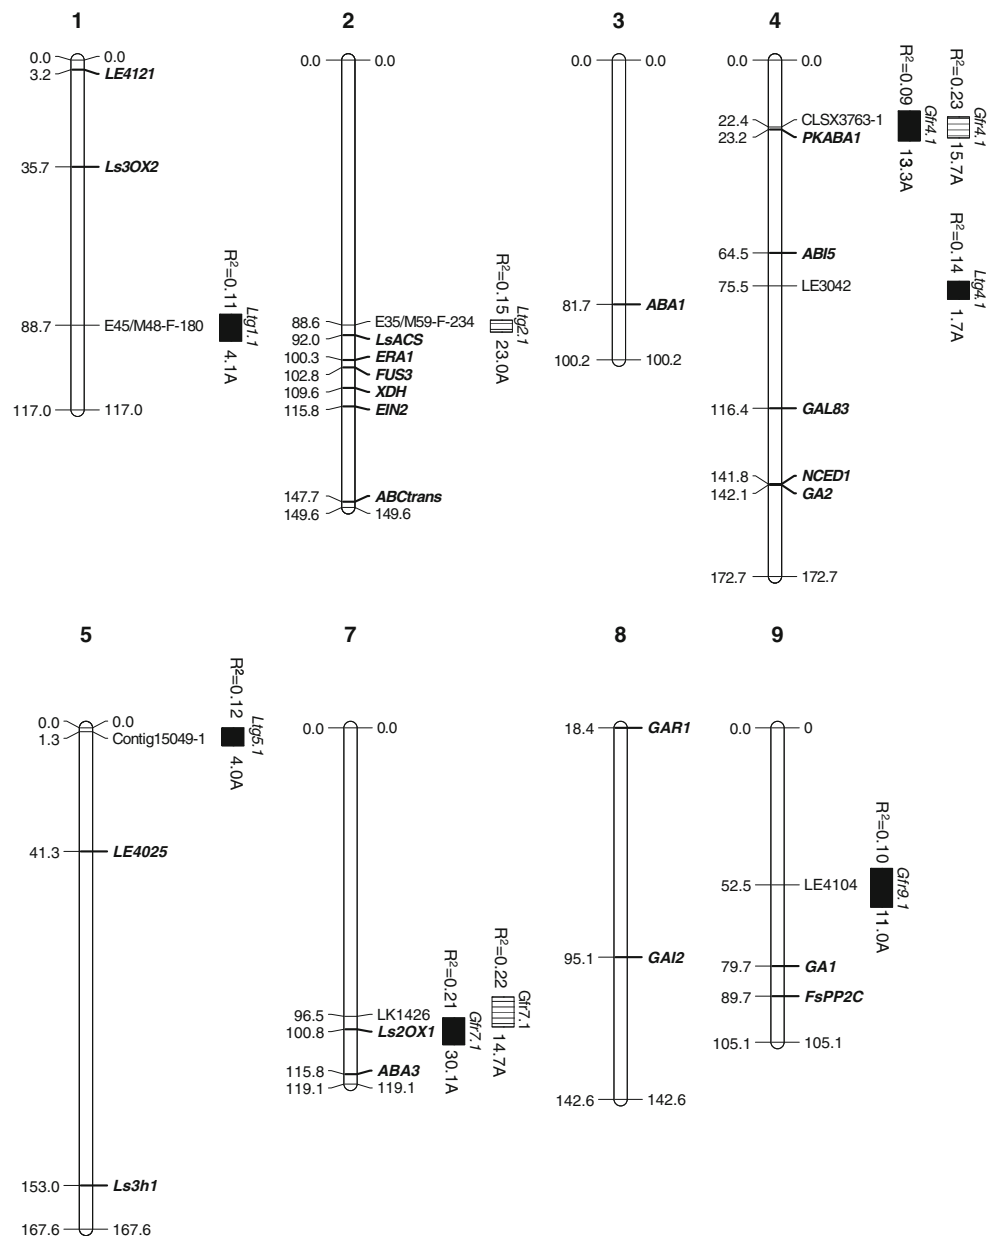 1
0.0 0.0
3.2 LE4121
35.7 Ls3OX2
88.7 E45/M48-F-180
117.0 117.0
R²=0.11
Ltg1.1
4.1A
2
0.0 0.0
88.6 E35/M59-F-234
92.0 LsACS
100.3 ERA1
102.8 FUS3
109.6 XDH
115.8 EIN2
147.7 ABCtrans
149.6 149.6
R²=0.15
Ltg2.1
23.0A
3
0.0 0.0
81.7 ABA1
100.2 100.2
4
0.0 0.0
22.4 CLSX3763-1
23.2 PKABA1
64.5 ABI5
75.5 LE3042
116.4 GAL83
141.8 NCED1
142.1 GA2
172.7 172.7
R²=0.09
Gfr4.1
13.3A
R²=0.23
Gfr4.1
15.7A
R²=0.14
Ltg4.1
1.7A
5
0.0 0.0
1.3 Contig15049-1
41.3 LE4025
153.0 Ls3h1
167.6 167.6
R²=0.12
Ltg5.1
4.0A
7
0.0 0.0
96.5 LK1426
100.8 Ls2OX1
115.8 ABA3
119.1 119.1
R²=0.21
Gfr7.1
30.1A
R²=0.22
Gfr7.1
14.7A
8
18.4 GAR1
95.1 GAI2
142.6 142.6
9
0.0 0
52.5 LE4104
79.7 GA1
89.7 FsPP2C
105.1 105.1
R²=0.10
Gfr9.1
11.0A